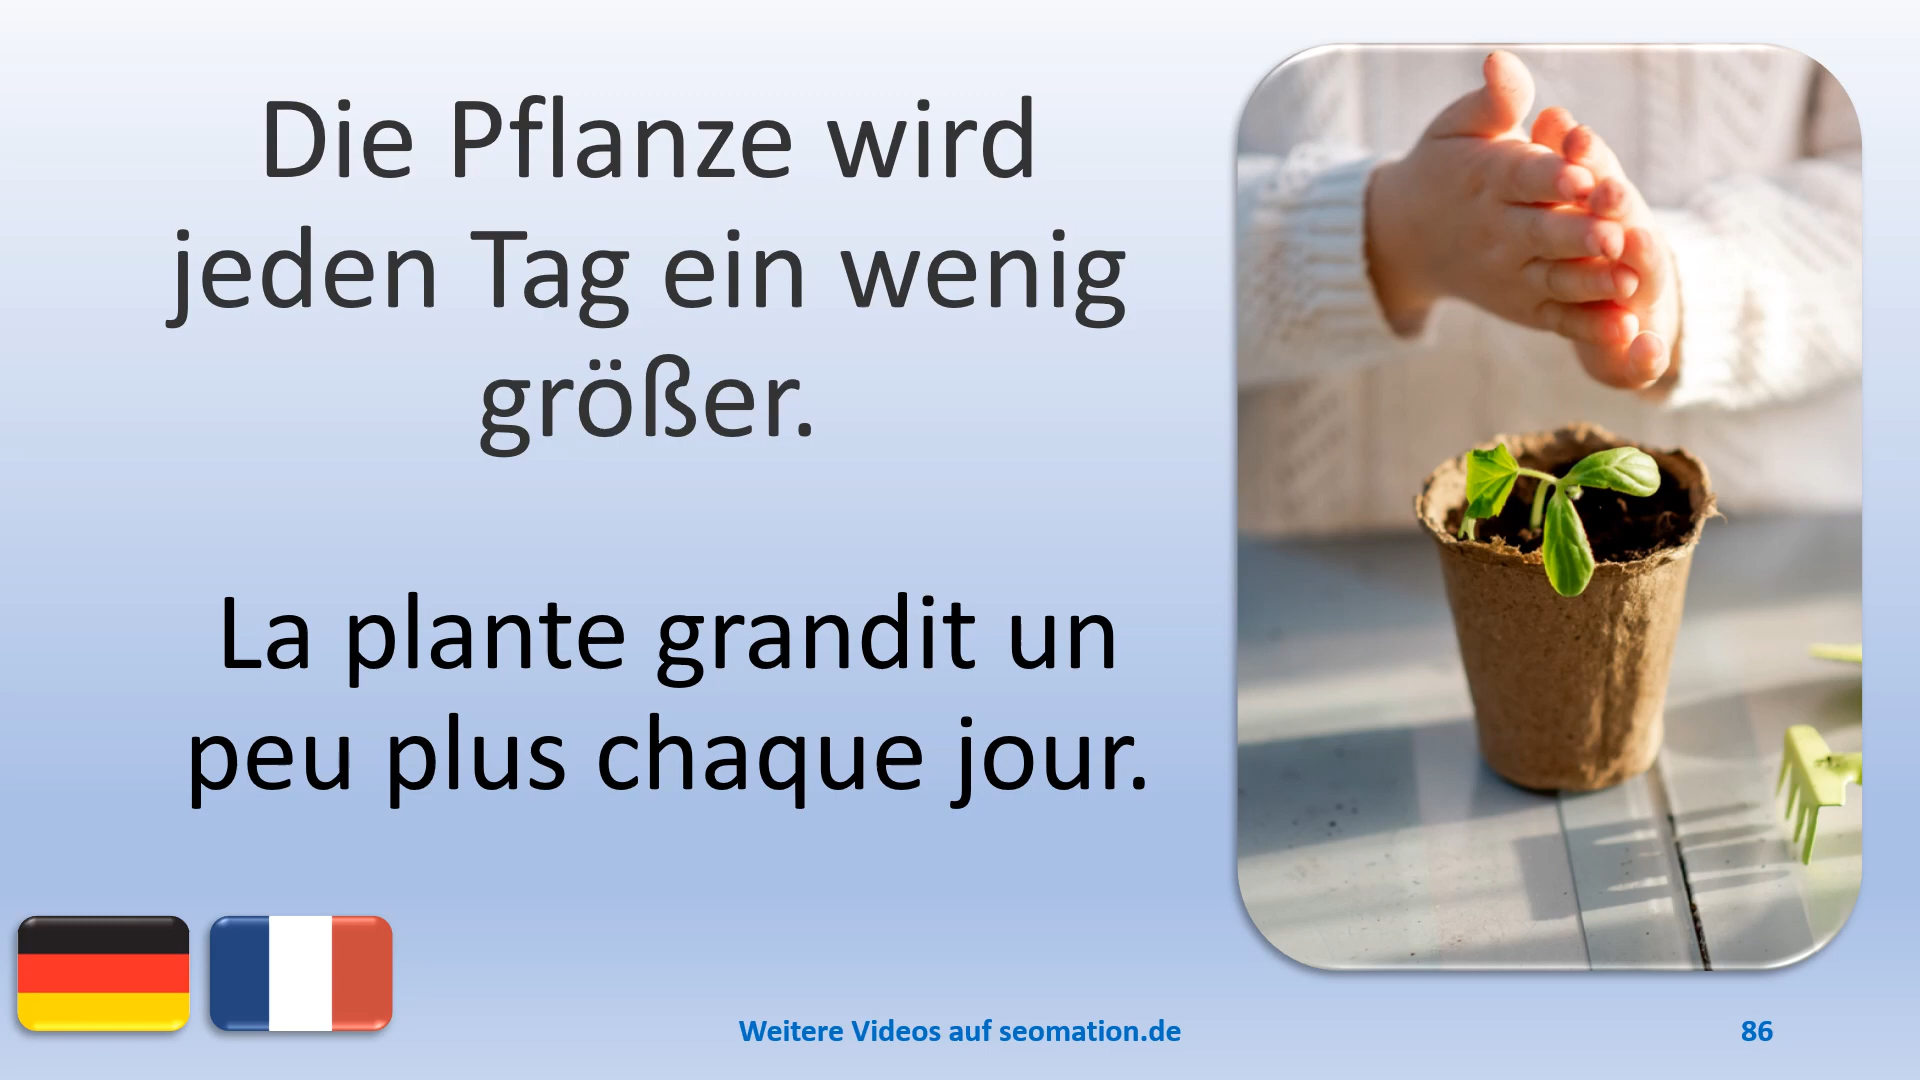 Die Pflanze wird
jeden Tag ein wenig
größer.
La plante grandit un
peu plus chaque jour.
Weitere Videos auf seomation.de
86